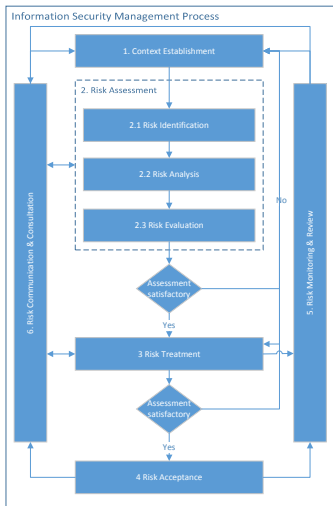 Information Security Management Process
1. Context Establishment
2. Risk Assessment
2.1 Risk Identification
2.2 Risk Analysis
2.3 Risk Evaluation
6. Risk Communication & Consultation
No
5. Risk Monitoring & Review
Assessment
satisfactory
Yes
3 Risk Treatment
Assessment
satisfactory
Yes
4 Risk Acceptance